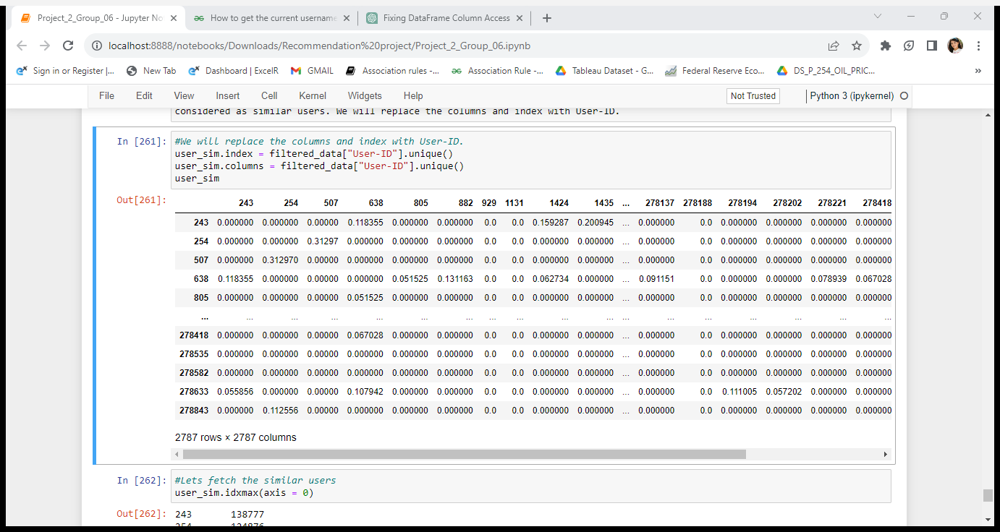 Project_2_Group_06 - Jupyter No
How to get the current username
Fixing DataFrame Column Access
localhost:8888/notebooks/Downloads/Recommendation%20project/Project_2_Group_06.ipynb
Sign in or Register |... New Tab Dashboard | ExcelR GMAIL Association rules -... Association Rule -... Tableau Dataset - G... Federal Reserve Eco... DS_P_254_OIL_PRIC... »
File Edit View Insert Cell Kernel Widgets Help Not Trusted Python 3 (ipykernel)
considered as similar users. We will replace the columns and index with User-ID.
In [261]: #We will replace the columns and index with User-ID.
user_sim.index = filtered_data["User-ID"].unique()
user_sim.columns = filtered_data["User-ID"].unique()
user_sim
Out[261]:
243 254 507 638 805 882 929 1131 1424 1435 ... 278137 278188 278194 278202 278221 278418
243 0.000000 0.000000 0.00000 0.118355 0.000000 0.000000 0.0 0.0 0.159287 0.200945 ... 0.000000 0.0 0.000000 0.000000 0.000000 0.000000
254 0.000000 0.000000 0.31297 0.000000 0.000000 0.000000 0.0 0.0 0.000000 0.000000 ... 0.000000 0.0 0.000000 0.000000 0.000000 0.000000
507 0.000000 0.312970 0.00000 0.000000 0.000000 0.000000 0.0 0.0 0.000000 0.000000 ... 0.000000 0.0 0.000000 0.000000 0.000000 0.000000
638 0.118355 0.000000 0.00000 0.000000 0.051525 0.131163 0.0 0.0 0.062734 0.000000 ... 0.091151 0.0 0.000000 0.000000 0.078939 0.067028
805 0.000000 0.000000 0.00000 0.051525 0.000000 0.000000 0.0 0.0 0.000000 0.000000 ... 0.000000 0.0 0.000000 0.000000 0.000000 0.000000
... ... ... ... ... ... ... ... ... ... ... ... ... ... ... ... ... ...
278418 0.000000 0.000000 0.00000 0.067028 0.000000 0.000000 0.0 0.0 0.000000 0.000000 ... 0.000000 0.0 0.000000 0.000000 0.000000 0.000000
278535 0.000000 0.000000 0.00000 0.000000 0.000000 0.000000 0.0 0.0 0.000000 0.000000 ... 0.000000 0.0 0.000000 0.000000 0.000000 0.000000
278582 0.000000 0.000000 0.00000 0.000000 0.000000 0.000000 0.0 0.0 0.000000 0.000000 ... 0.000000 0.0 0.000000 0.000000 0.000000 0.000000
278633 0.055856 0.000000 0.00000 0.107942 0.000000 0.000000 0.0 0.0 0.000000 0.000000 ... 0.000000 0.0 0.111005 0.057202 0.000000 0.000000
278843 0.000000 0.112556 0.00000 0.000000 0.000000 0.000000 0.0 0.0 0.000000 0.000000 ... 0.000000 0.0 0.000000 0.000000 0.000000 0.000000
2787 rows × 2787 columns
In [262]: #Lets fetch the similar users
user_sim.idxmax(axis = 0)
Out[262]: 243 138777